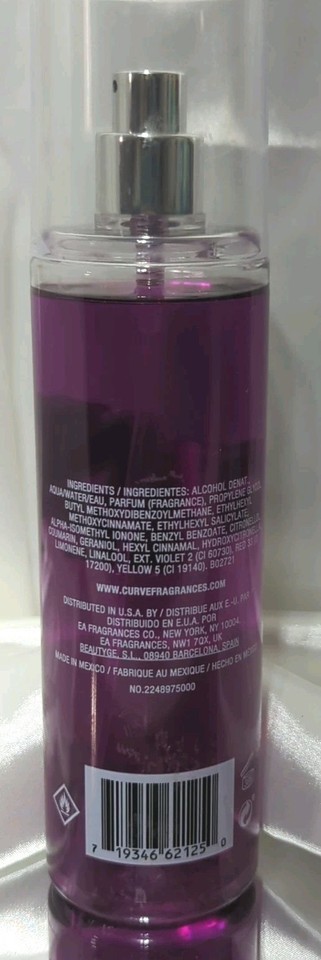 INGREDIENTS / INGREDIENTES: ALCOHOL DENAT.,
AQUA/WATER/EAU, PARFUM (FRAGRANCE), PROPYLENE GLYCOL,
BUTYL METHOXYDIBENZOYLMETHANE, ETHYLHEXYL
METHOXYCINNAMATE, ETHYLHEXYL SALICYLATE,
ALPHA-ISOMETHYL IONONE, BENZYL BENZOATE, CITRONELLOL,
COUMARIN, GERANIOL, HEXYL CINNAMAL, HYDROXYCITRONELLAL,
LIMONENE, LINALOOL, EXT. VIOLET 2 (CI 60730), RED
17200), YELLOW 5 (CI 19140). B02721
WWW.CURVEFRAGRANCES.COM
DISTRIBUTED IN U.S.A. BY / DISTRIBUE AUX E.-U. PAR
DISTRIBUIDO EN E.U.A. POR
EA FRAGRANCES CO., NEW YORK, NY 10004.
EA FRAGRANCES, NW1 7QX, UK
BEAUTYGE, S.L., 08940 BARCELONA, SPAIN
MADE IN MEXICO / FABRIQUE AU MEXIQUE / HECHO EN MEXICO
NO.2248975000
7 19346 62125 0